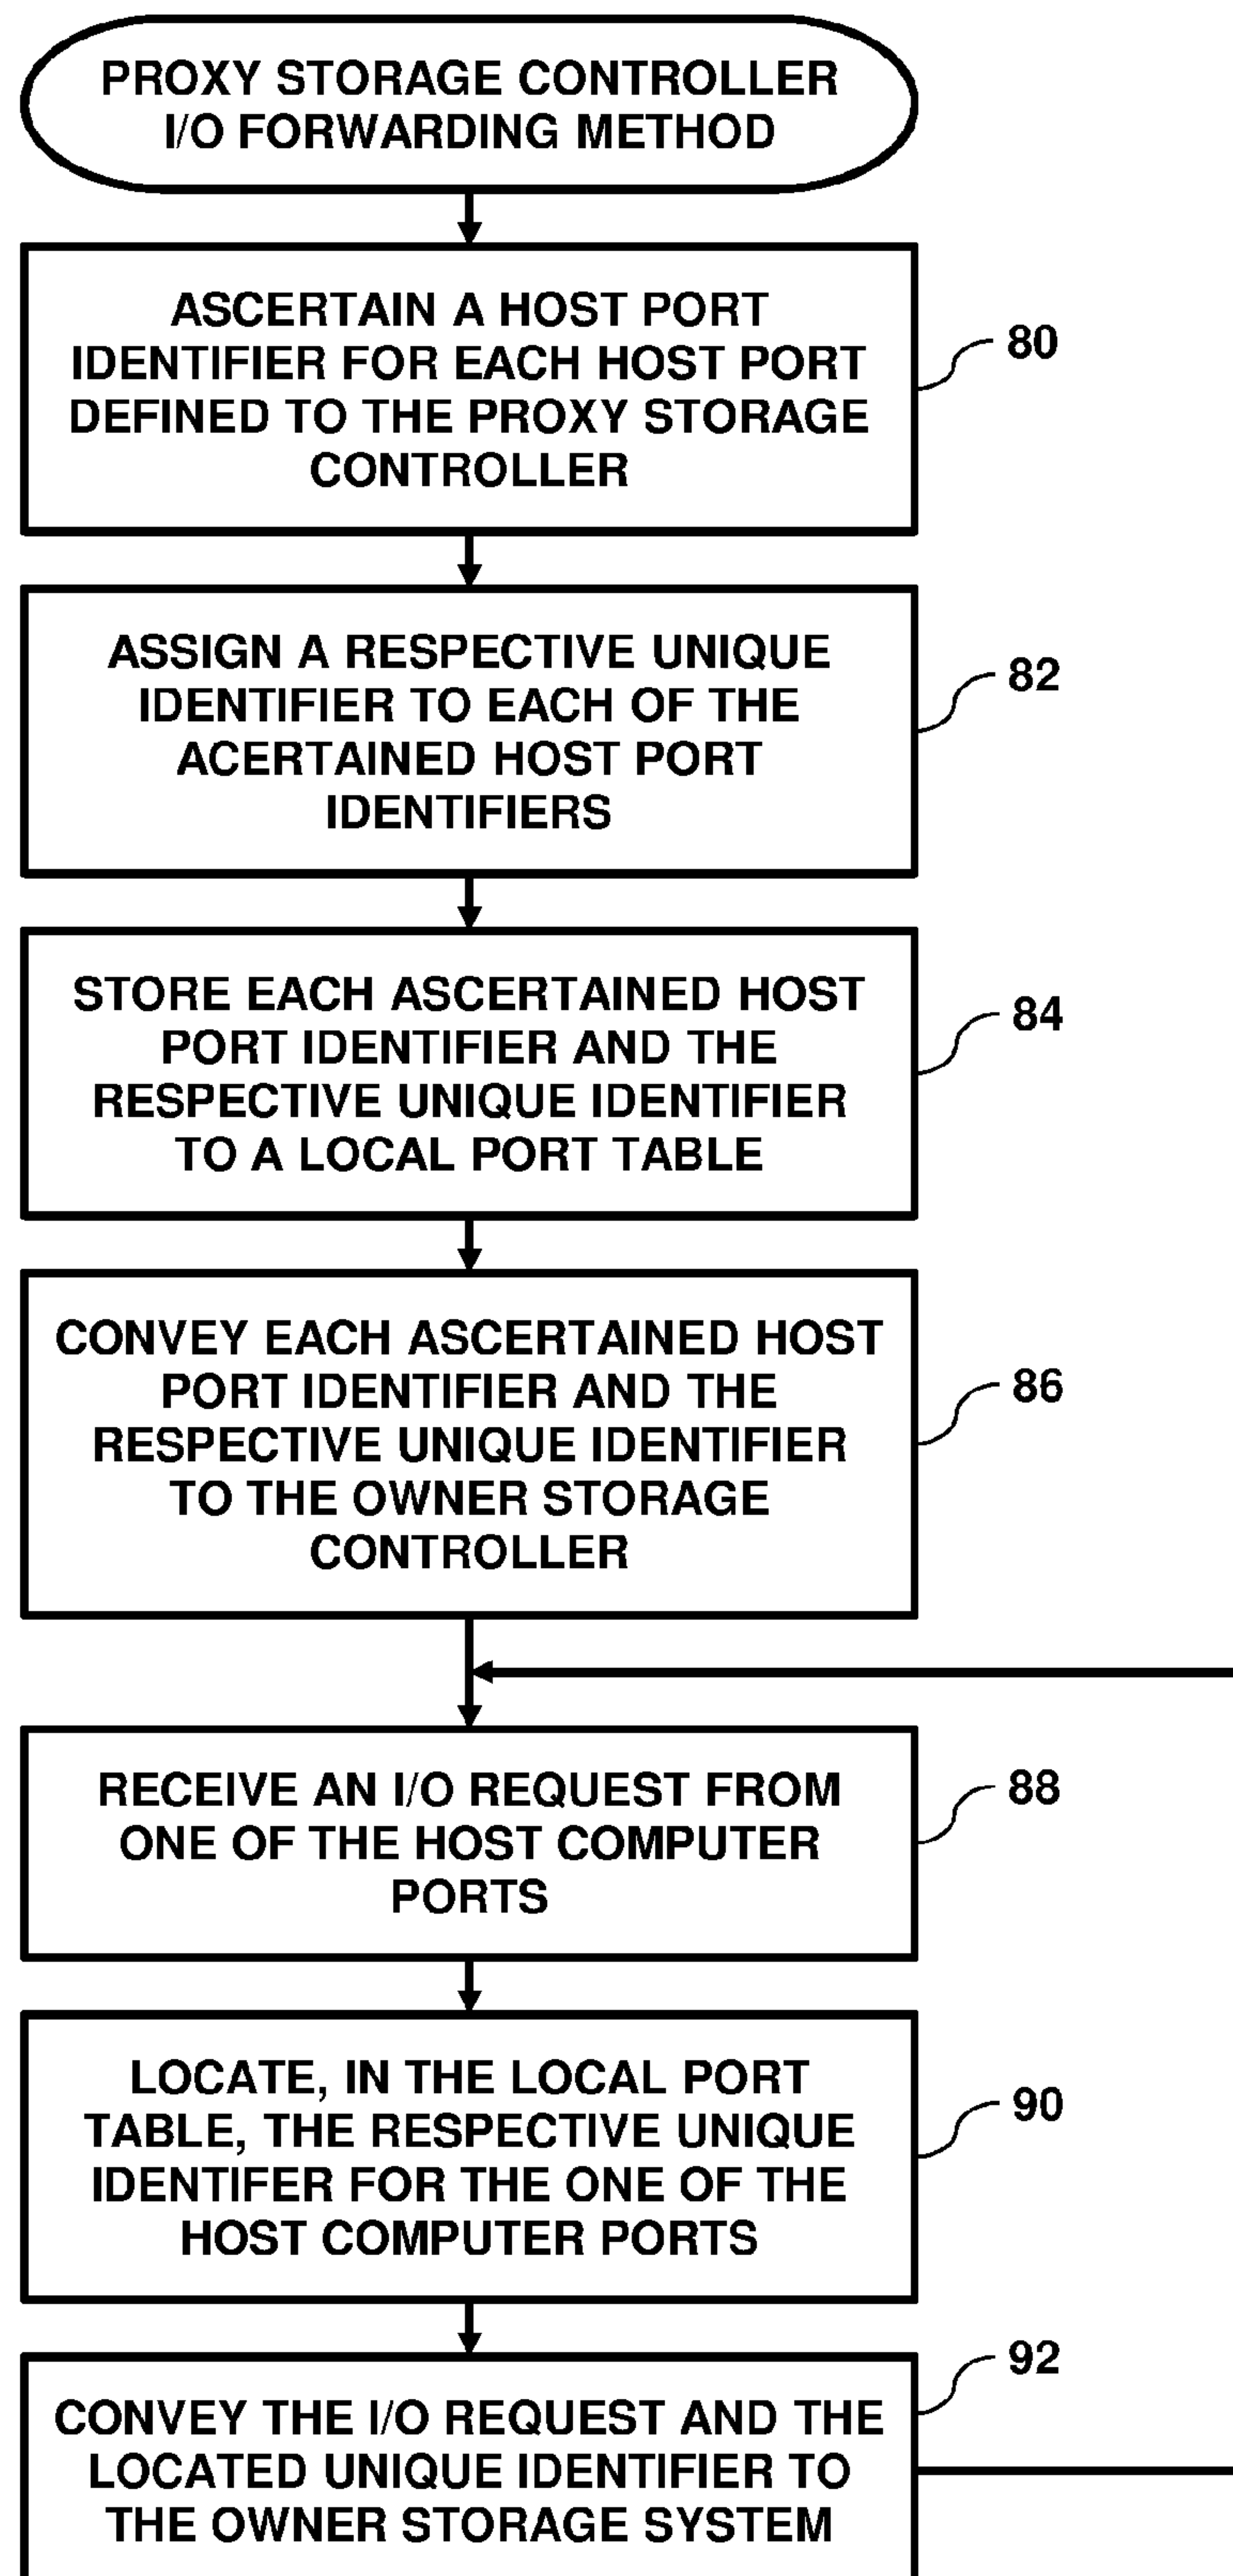 PROXY STORAGE CONTROLLER
I/O FORWARDING METHOD
ASCERTAIN A HOST PORT
IDENTIFIER FOR EACH HOST PORT
DEFINED TO THE PROXY STORAGE
CONTROLLER
80
ASSIGN A RESPECTIVE UNIQUE
IDENTIFIER TO EACH OF THE
ACERTAINED HOST PORT
IDENTIFIERS
82
STORE EACH ASCERTAINED HOST
PORT IDENTIFIER AND THE
RESPECTIVE UNIQUE IDENTIFIER
TO A LOCAL PORT TABLE
84
CONVEY EACH ASCERTAINED HOST
PORT IDENTIFIER AND THE
RESPECTIVE UNIQUE IDENTIFIER
TO THE OWNER STORAGE
CONTROLLER
86
RECEIVE AN I/O REQUEST FROM
ONE OF THE HOST COMPUTER
PORTS
88
LOCATE, IN THE LOCAL PORT
TABLE, THE RESPECTIVE UNIQUE
IDENTIFER FOR THE ONE OF THE
HOST COMPUTER PORTS
90
CONVEY THE I/O REQUEST AND THE
LOCATED UNIQUE IDENTIFIER TO
THE OWNER STORAGE SYSTEM
92